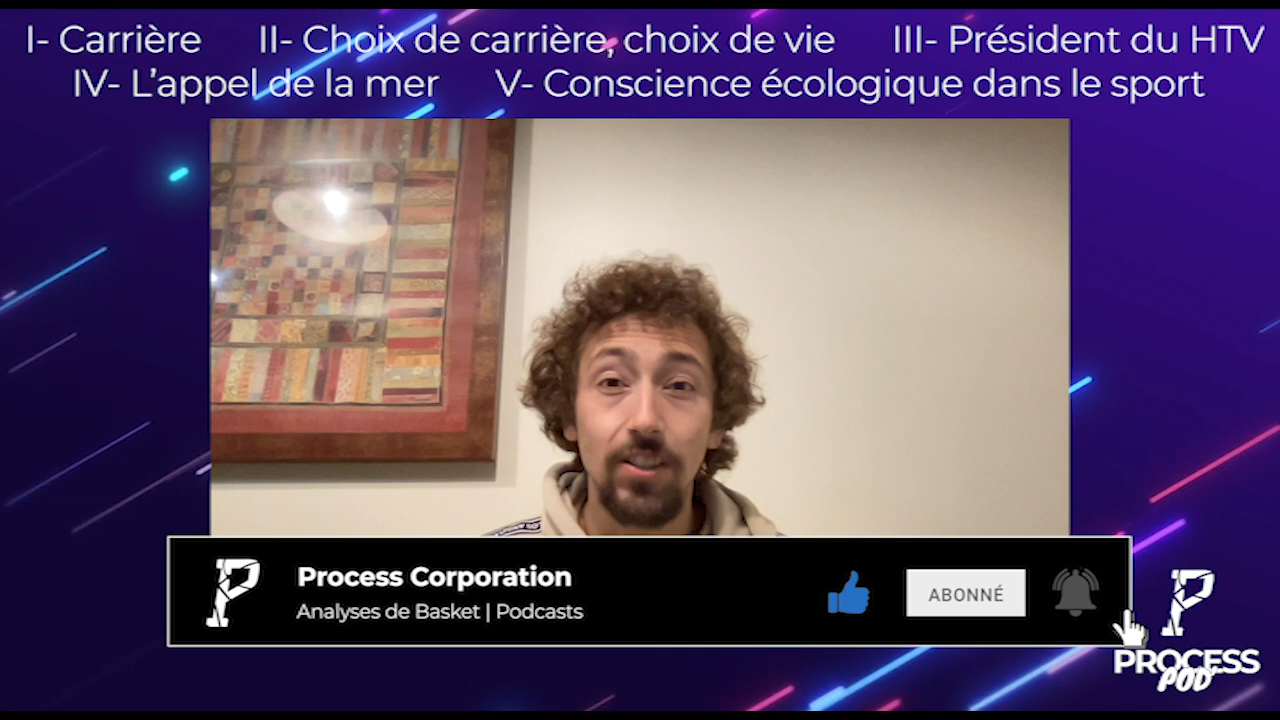 I- Carrière II- Choix de carrière, choix de vie III- Président du HTV
IV- L’appel de la mer V- Conscience écologique dans le sport
Process Corporation
Analyses de Basket | Podcasts
ABONNÉ
P
PROCESS
POD'